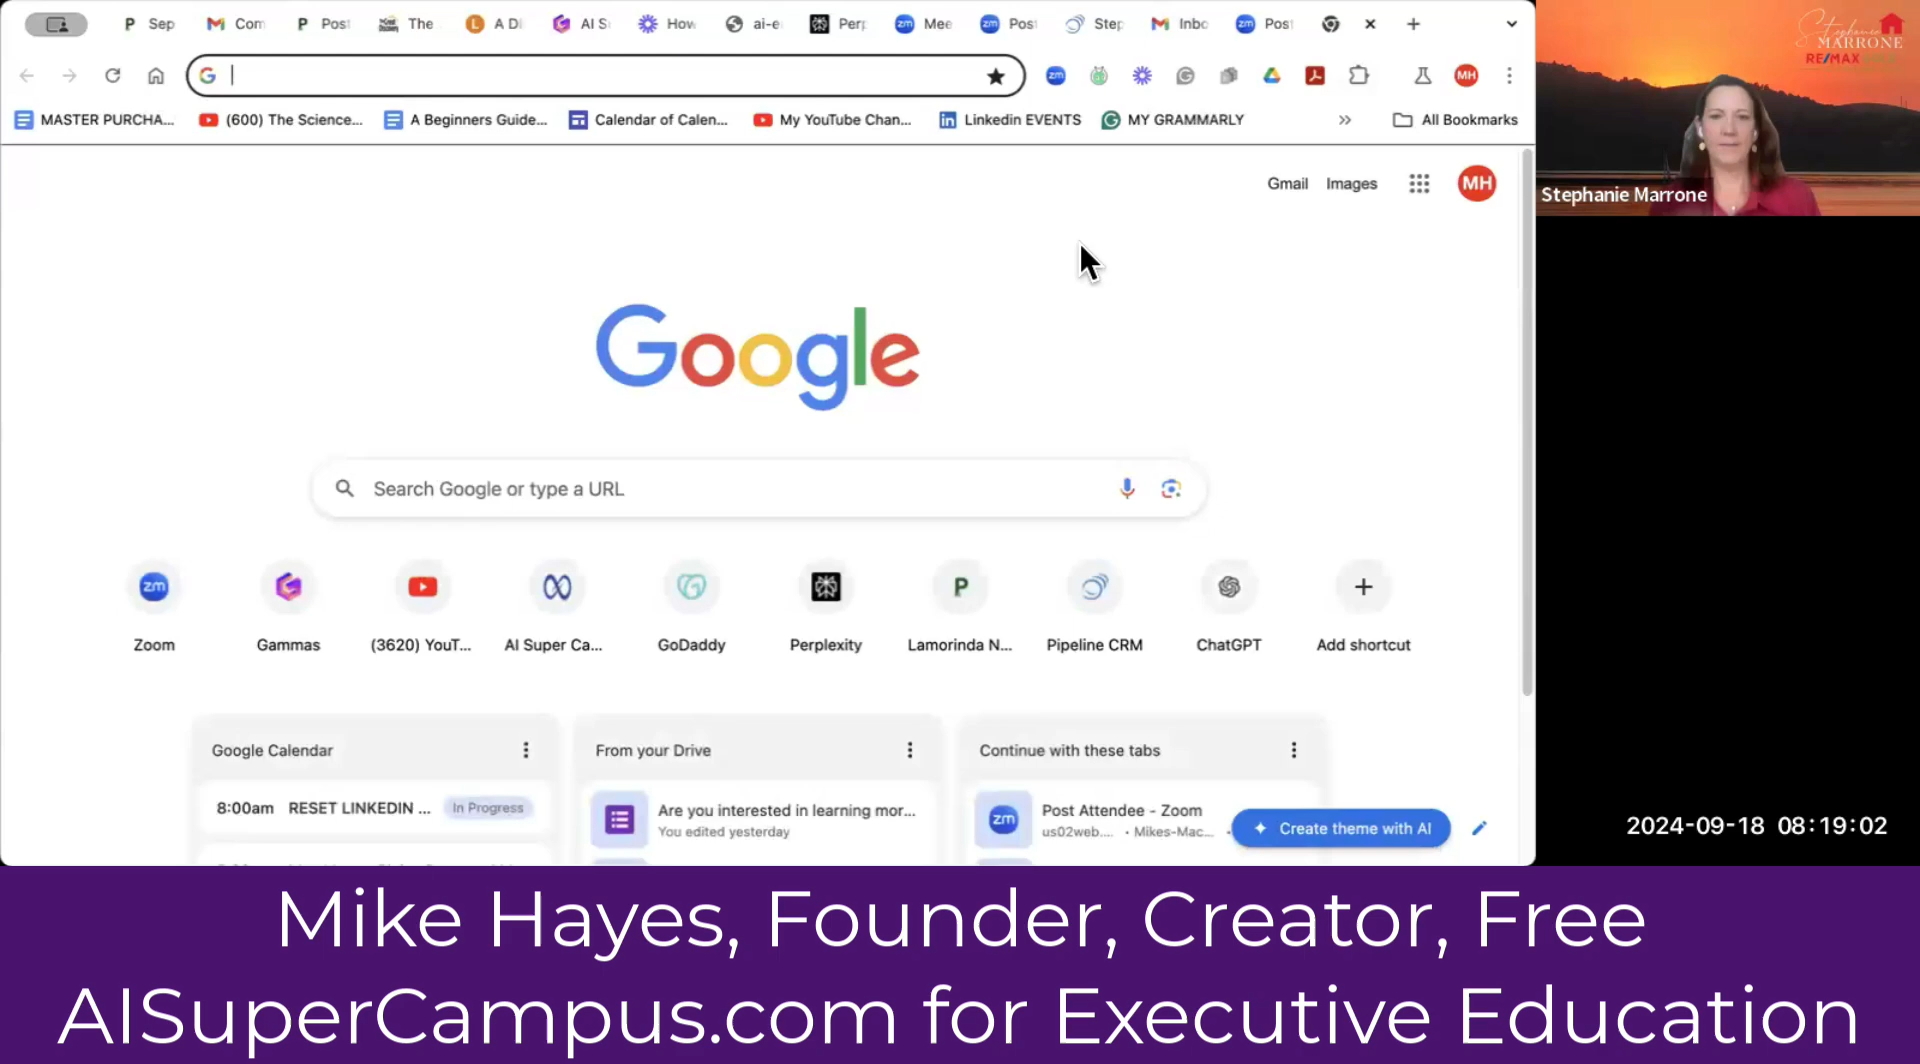 Sep
Com
Post
The
A Di
AI S
How
ai-e
Perp
Mee
Post
Step
Inbo
Post
MASTER PURCHA...
(600) The Science...
A Beginners Guide...
Calendar of Calen...
My YouTube Chan...
Linkedin EVENTS
MY GRAMMARLY
All Bookmarks
Gmail Images MH
Google
Search Google or type a URL
Zoom
Gammas
(3620) YouT...
AI Super Ca...
GoDaddy
Perplexity
Lamorinda N...
Pipeline CRM
ChatGPT
Add shortcut
Google Calendar
8:00am RESET LINKEDIN ... In Progress
From your Drive
Are you interested in learning mor...
You edited yesterday
Continue with these tabs
Post Attendee - Zoom
us02web.... • Mikes-Mac...
Create theme with AI
Stephanie
MARRONE
RE/MAX
Stephanie Marrone
2024-09-18 08:19:02
Mike Hayes, Founder, Creator, Free
AISuperCampus.com for Executive Education